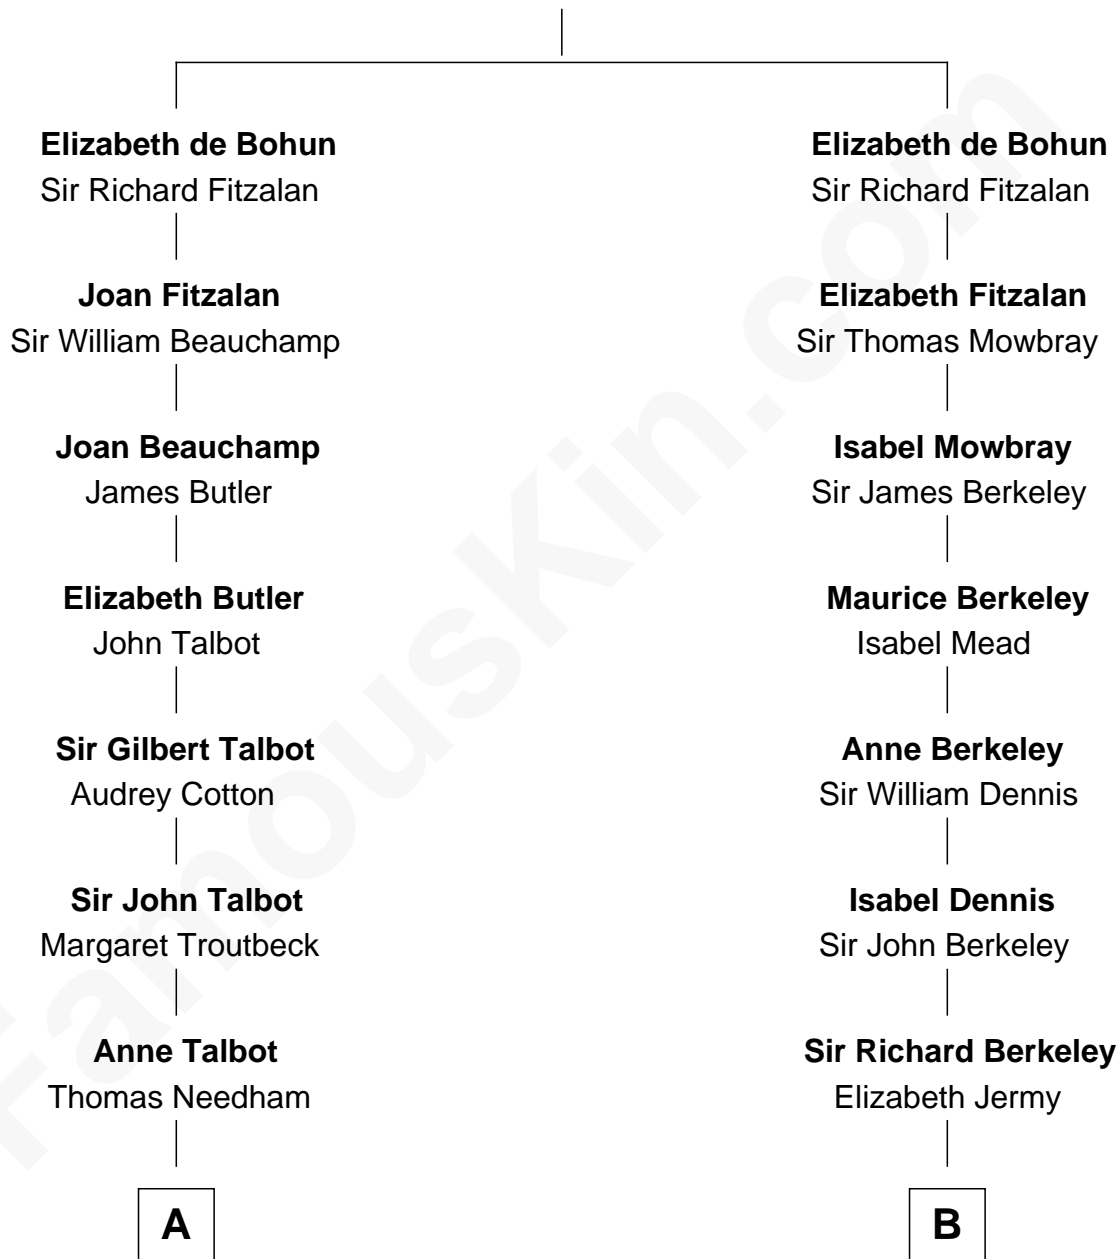 Elizabeth de Bohun
Sir Richard Fitzalan
Joan Fitzalan
Sir William Beauchamp
Joan Beauchamp
James Butler
Elizabeth Butler
John Talbot
Sir Gilbert Talbot
Audrey Cotton
Sir John Talbot
Margaret Troutbeck
Anne Talbot
Thomas Needham
A
Elizabeth de Bohun
Sir Richard Fitzalan
Elizabeth Fitzalan
Sir Thomas Mowbray
Isabel Mowbray
Sir James Berkeley
Maurice Berkeley
Isabel Mead
Anne Berkeley
Sir William Dennis
Isabel Dennis
Sir John Berkeley
Sir Richard Berkeley
Elizabeth Jermy
B
FamousKin.com